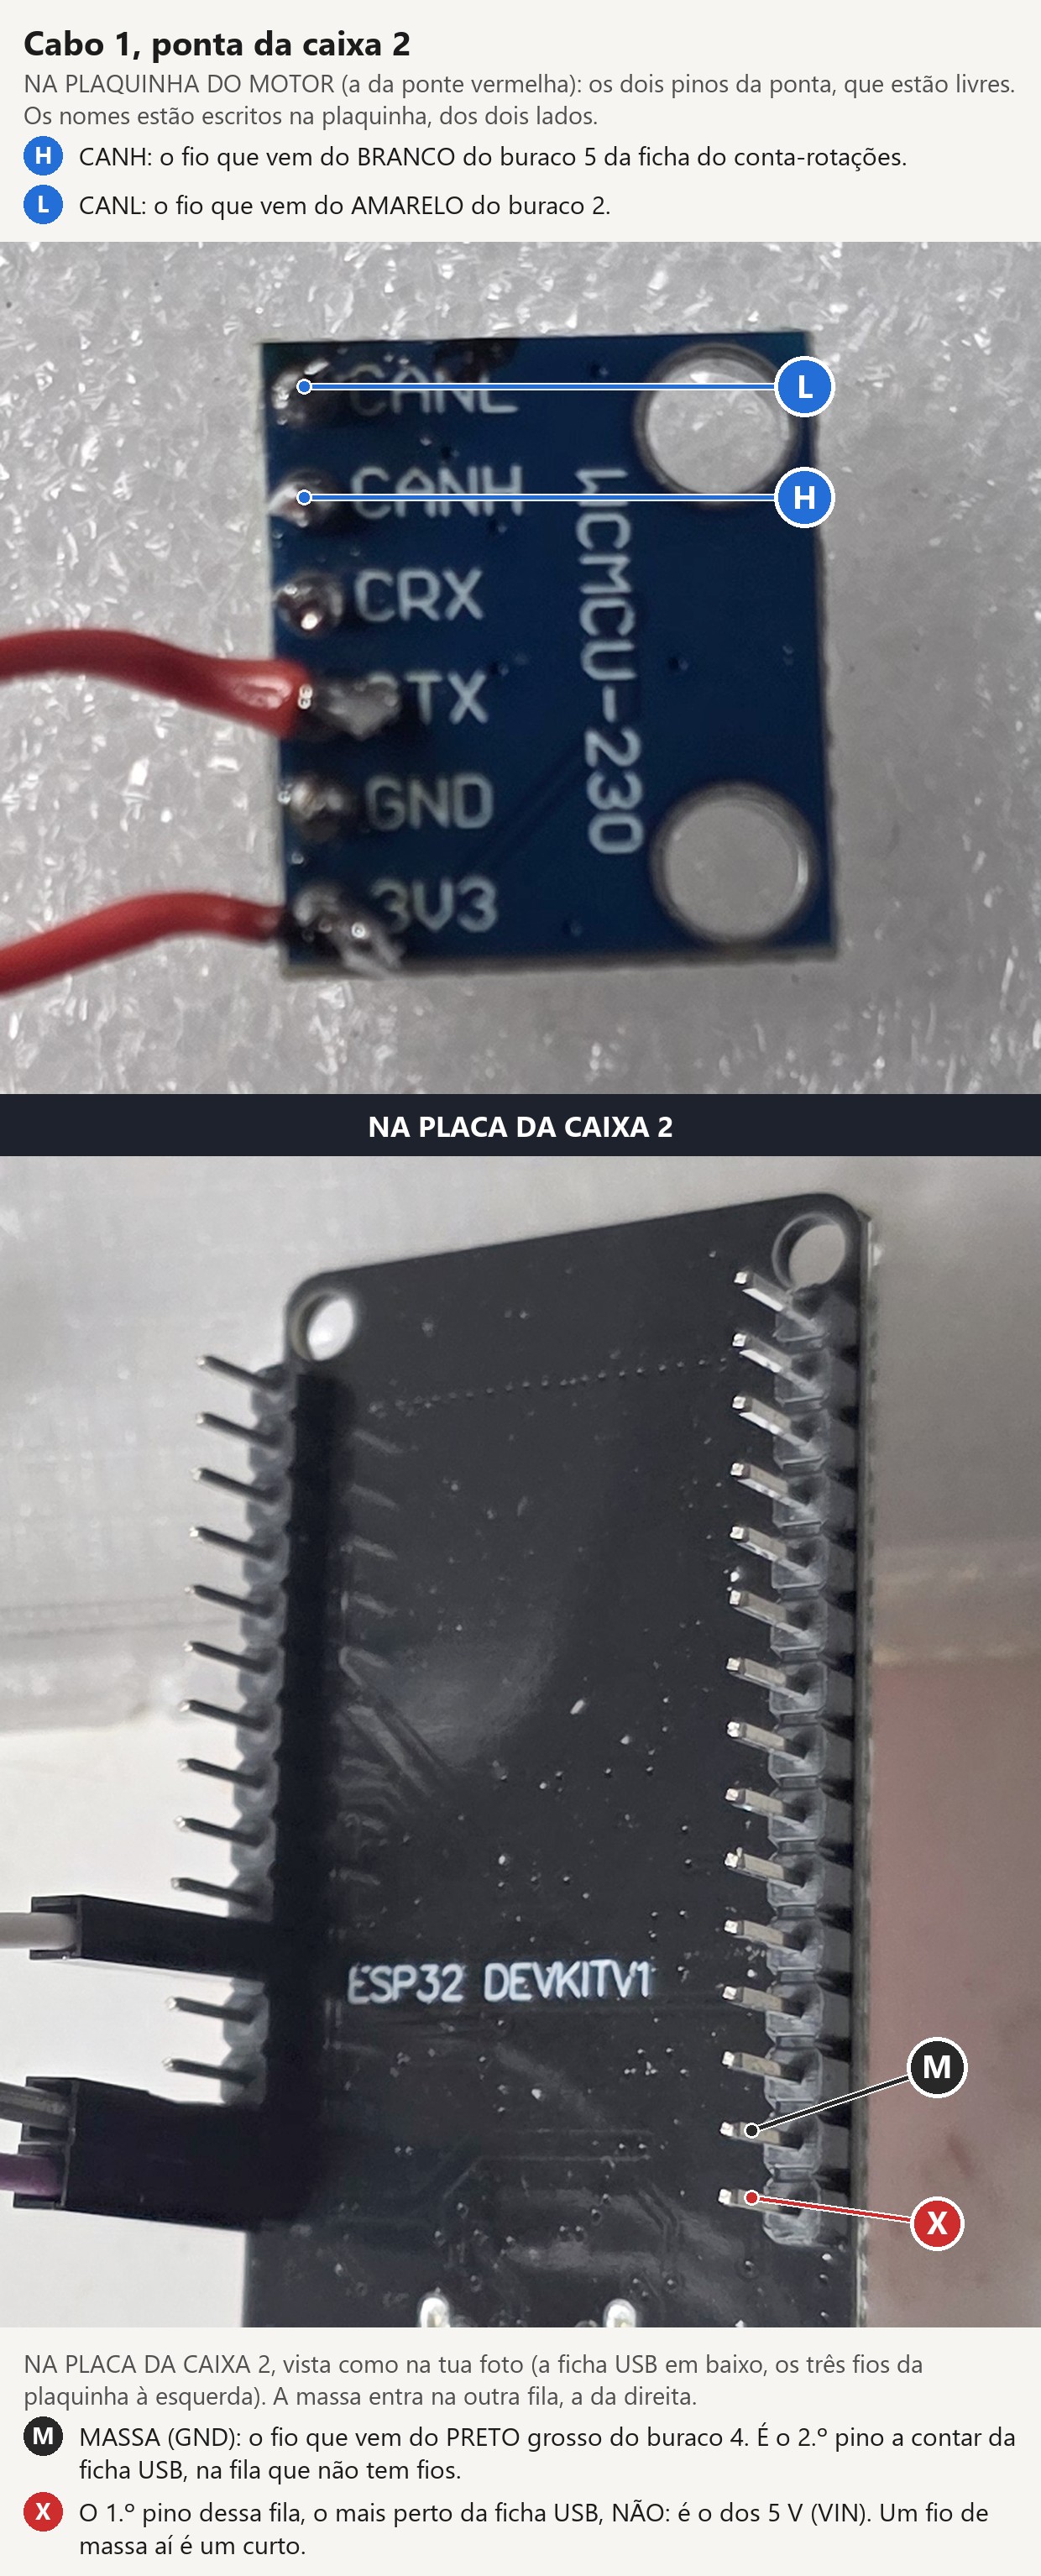 Cabo 1, ponta da caixa 2
NA PLAQUINHA DO MOTOR (a da ponte vermelha): os dois pinos da ponta, que estão livres.
Os nomes estão escritos na plaquinha, dos dois lados.
H CANH: o fio que vem do BRANCO do buraco 5 da ficha do conta-rotações.
L CANL: o fio que vem do AMARELO do buraco 2.
CANL
L
CANH
H
CRX
TX
GND
3V3
WCMCU-230
NA PLACA DA CAIXA 2
ESP32 DEVKITV1
M
X
NA PLACA DA CAIXA 2, vista como na tua foto (a ficha USB em baixo, os três fios da
plaquinha à esquerda). A massa entra na outra fila, a da direita.
M MASSA (GND): o fio que vem do PRETO grosso do buraco 4. É o 2.º pino a contar da
ficha USB, na fila que não tem fios.
X O 1.º pino dessa fila, o mais perto da ficha USB, NÃO: é o dos 5 V (VIN). Um fio de
massa aí é um curto.